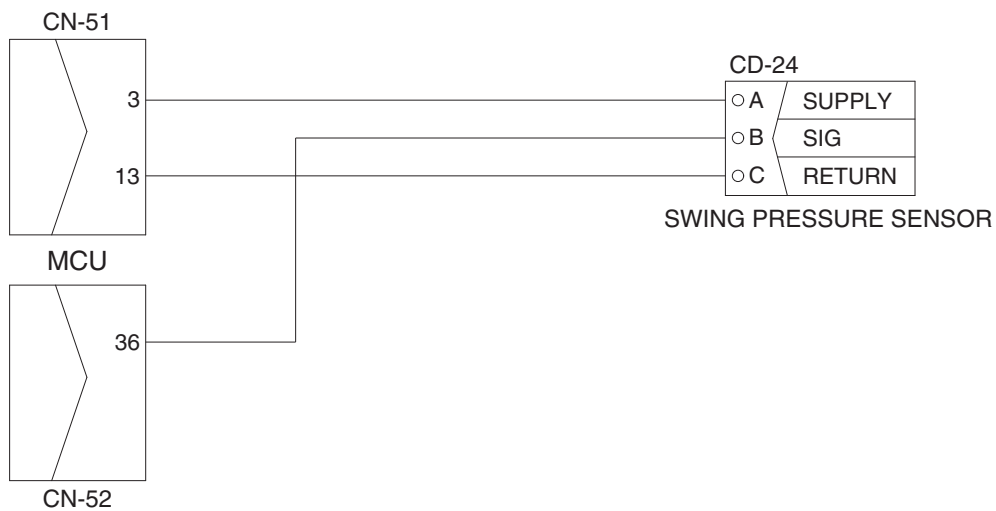 CN-51
3
13
MCU
36
CN-52
CD-24
A SUPPLY
B SIG
C RETURN
SWING PRESSURE SENSOR